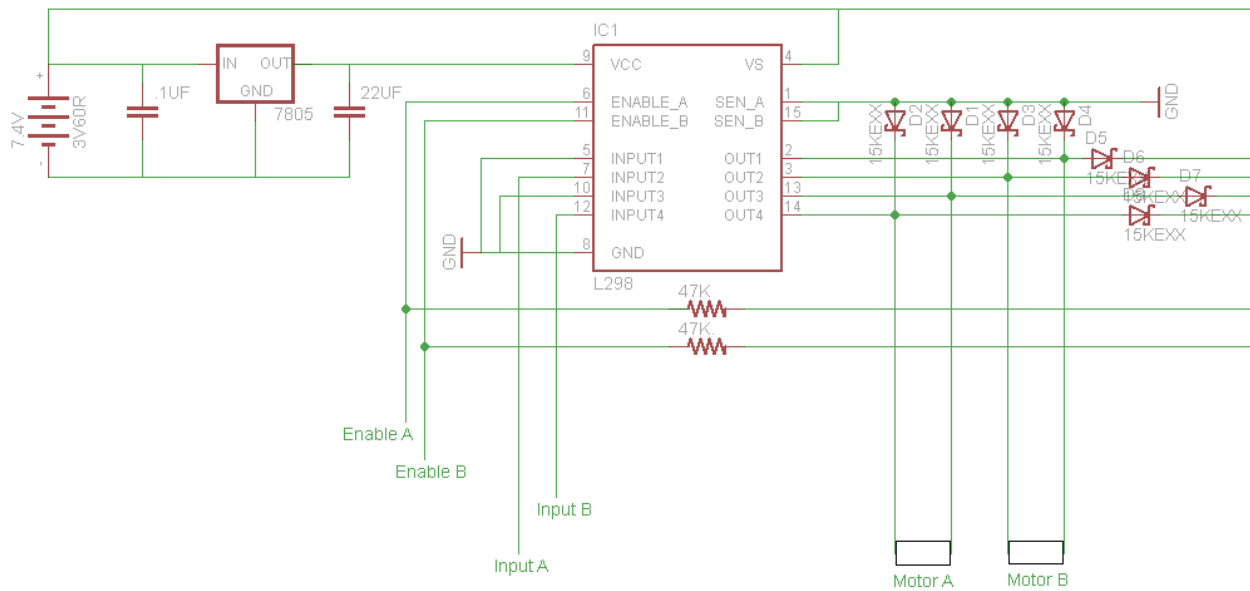 IC1
+
7.4V
3V60R
-
.1UF
IN
OUT
GND
7805
22UF
9
VCC
VS
4
6
ENABLE_A
SEN_A
1
11
ENABLE_B
SEN_B
15
5
INPUT1
OUT1
2
7
INPUT2
OUT2
3
10
INPUT3
OUT3
13
12
INPUT4
OUT4
14
8
GND
GND
L298
15KEXX
D2
15KEXX
D1
15KEXX
D3
15KEXX
D4
GND
D5
D6
D7
15KEXX
15KEXX
15KEXX
47K
47K.
Enable A
Enable B
Input B
Input A
Motor A
Motor B